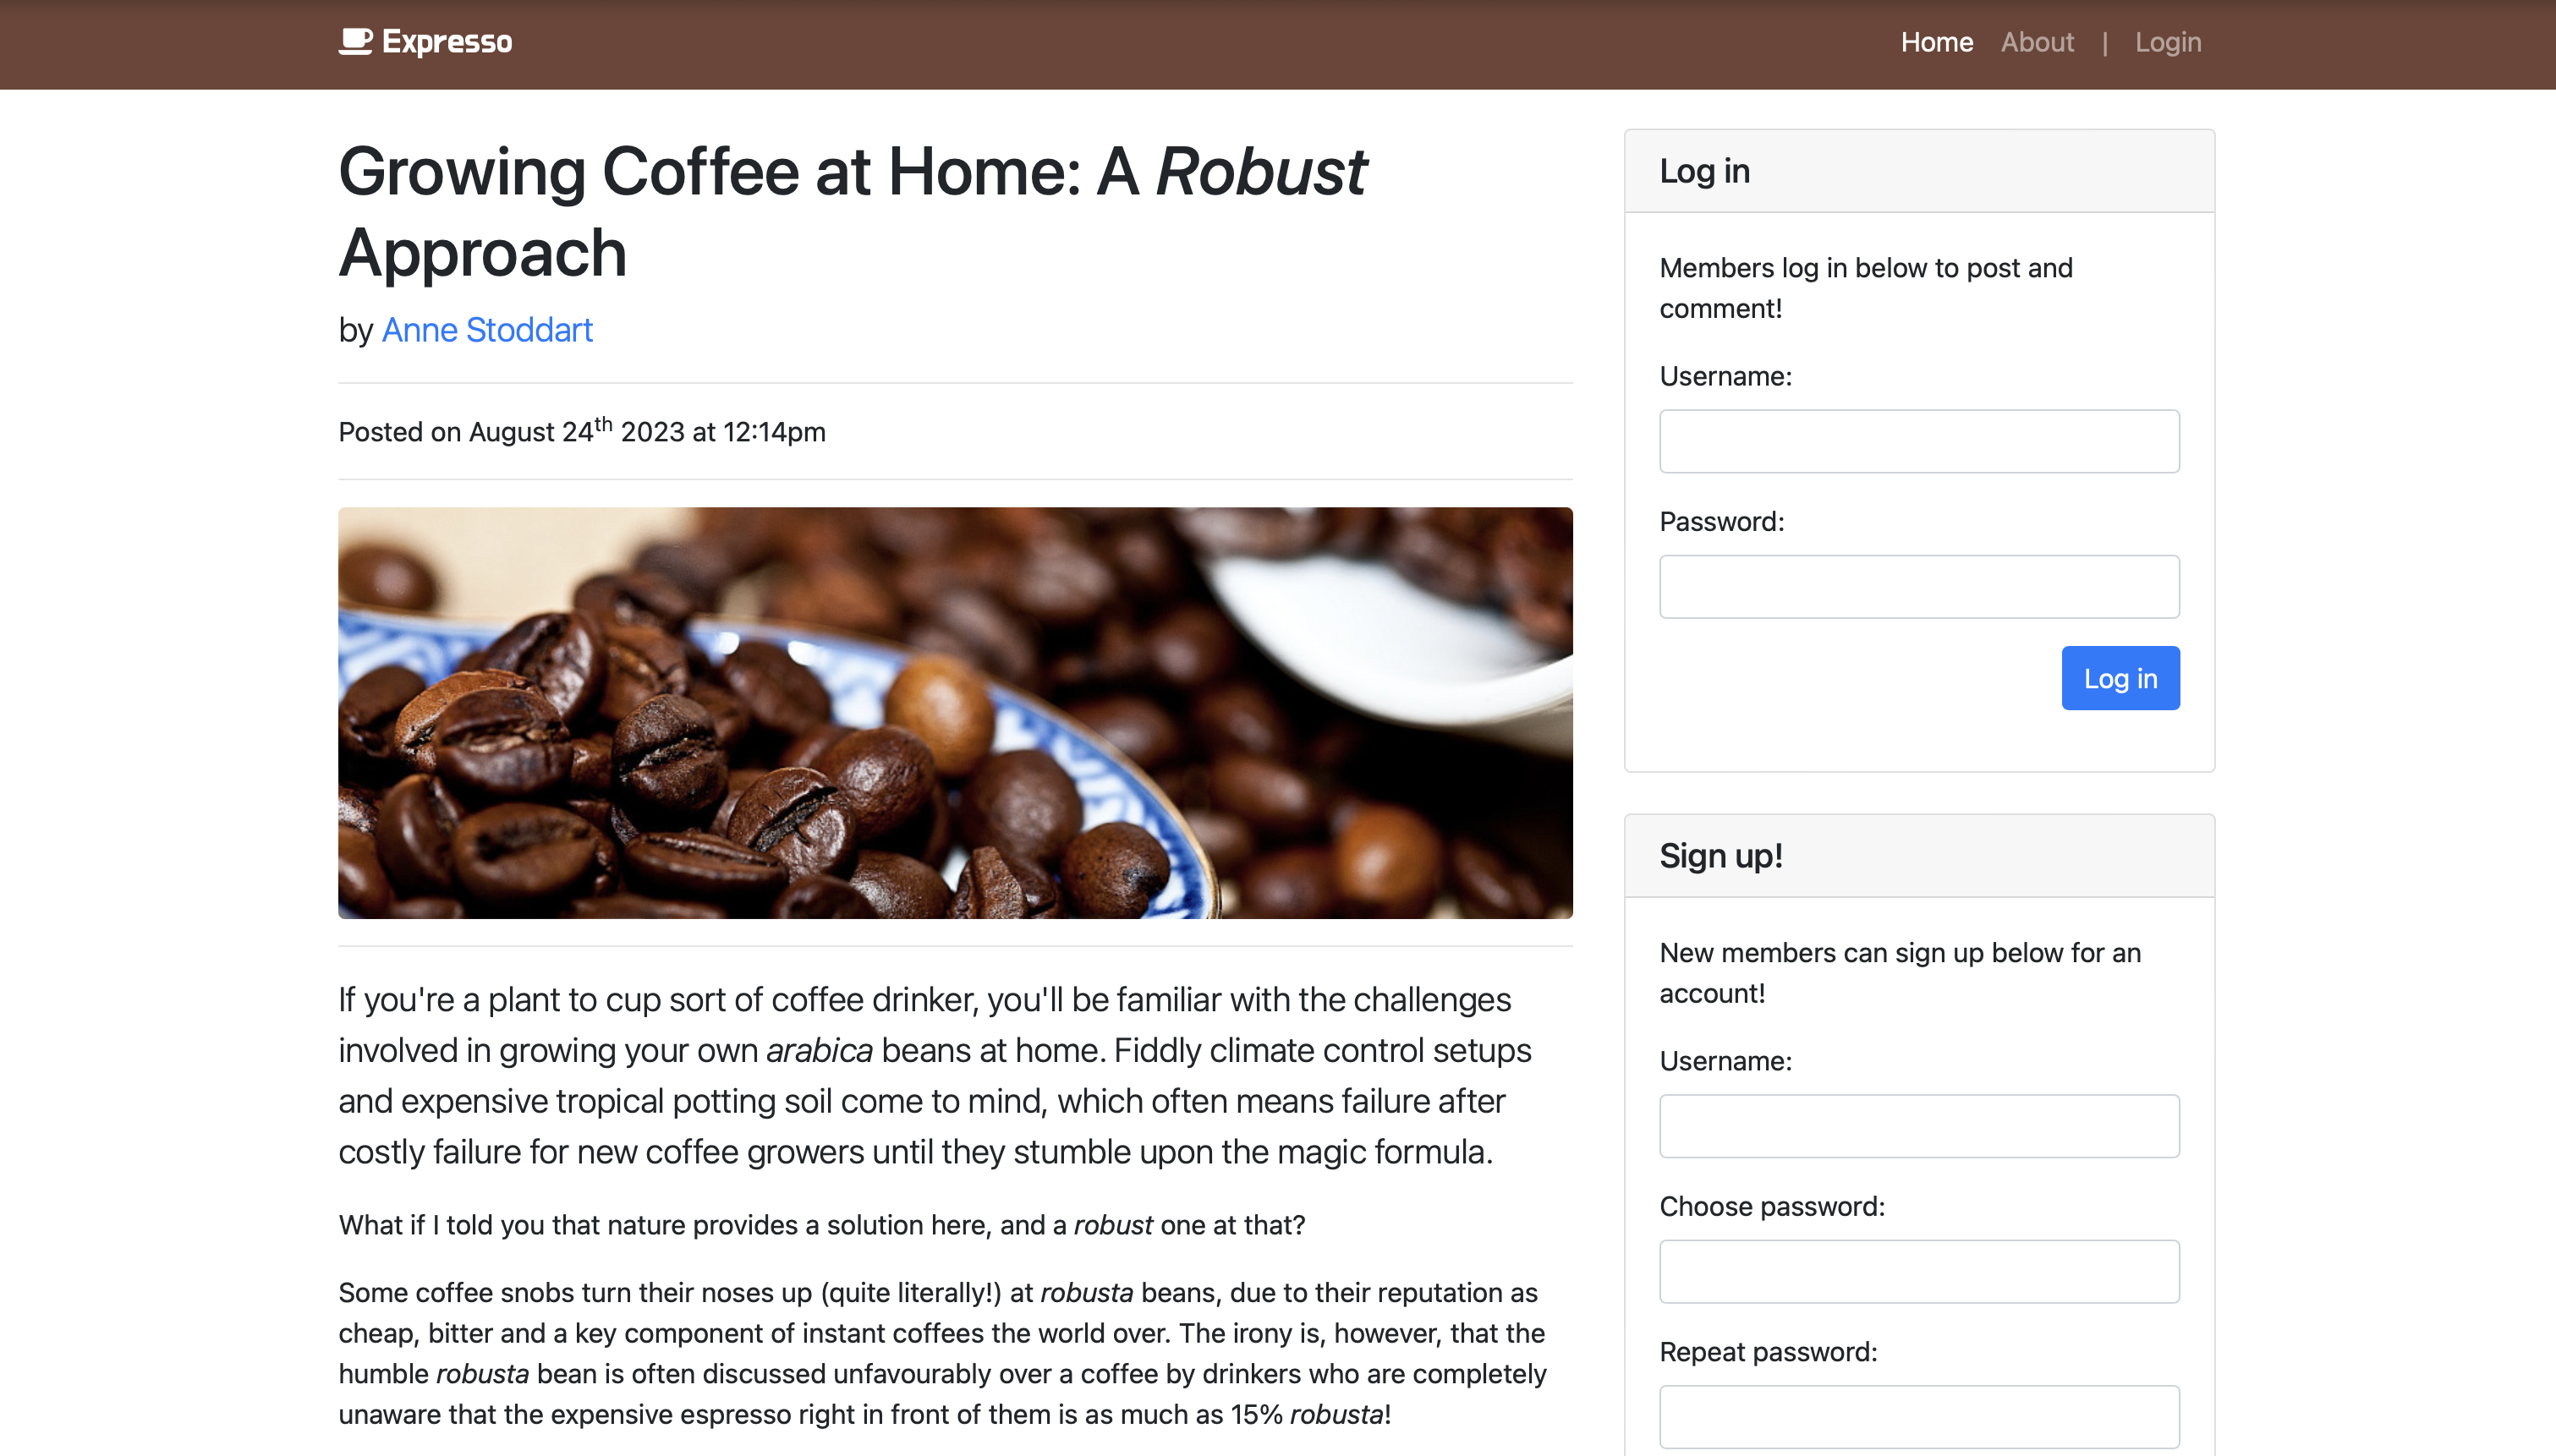 Expresso
Home About | Login
Growing Coffee at Home: A Robust
Approach
by Anne Stoddart
Posted on August 24th 2023 at 12:14pm
If you're a plant to cup sort of coffee drinker, you'll be familiar with the challenges
involved in growing your own arabica beans at home. Fiddly climate control setups
and expensive tropical potting soil come to mind, which often means failure after
costly failure for new coffee growers until they stumble upon the magic formula.
What if I told you that nature provides a solution here, and a robust one at that?
Some coffee snobs turn their noses up (quite literally!) at robusta beans, due to their reputation as
cheap, bitter and a key component of instant coffees the world over. The irony is, however, that the
humble robusta bean is often discussed unfavourably over a coffee by drinkers who are completely
unaware that the expensive espresso right in front of them is as much as 15% robusta!
Log in
Members log in below to post and
comment!
Username:
Password:
Log in
Sign up!
New members can sign up below for an
account!
Username:
Choose password:
Repeat password: